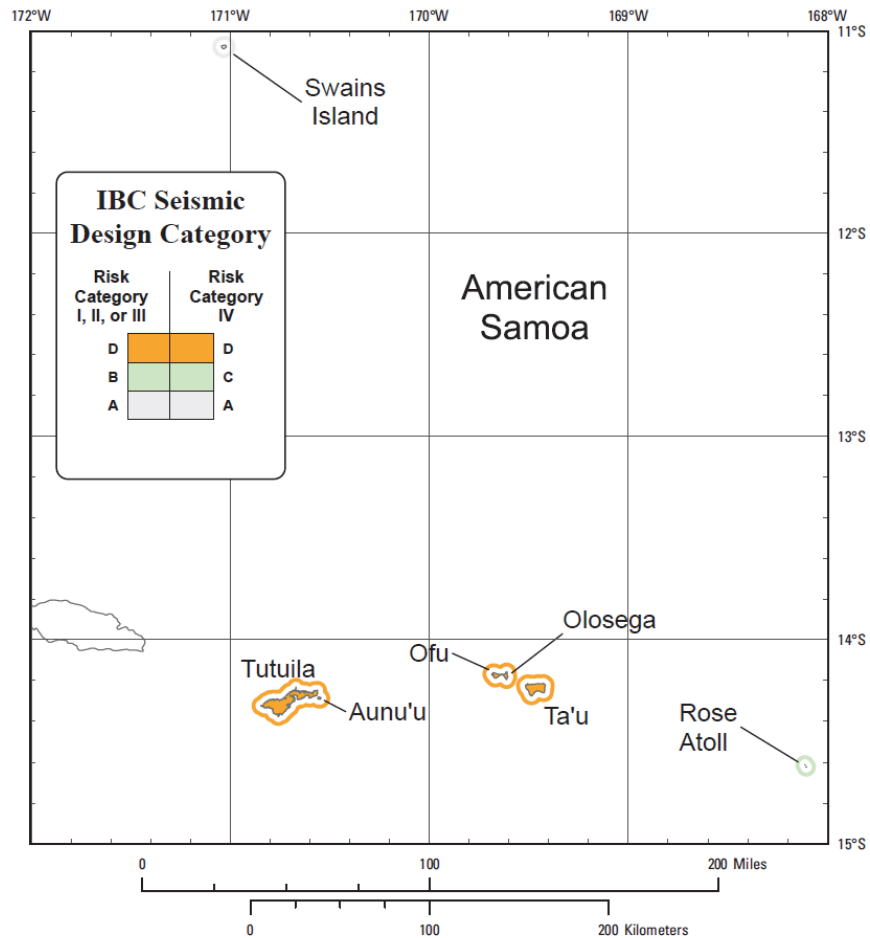 172°W
171°W
170°W
169°W
168°W
11°S
Swains
Island
IBC Seismic
Design Category
Risk
Category
I, II, or III
Risk
Category
IV
D
D
B
C
A
A
12°S
American
Samoa
13°S
14°S
Olosega
Ofu
Tutuila
Aunu'u
Ta'u
Rose
Atoll
15°S
0
100
200 Miles
0
100
200 Kilometers